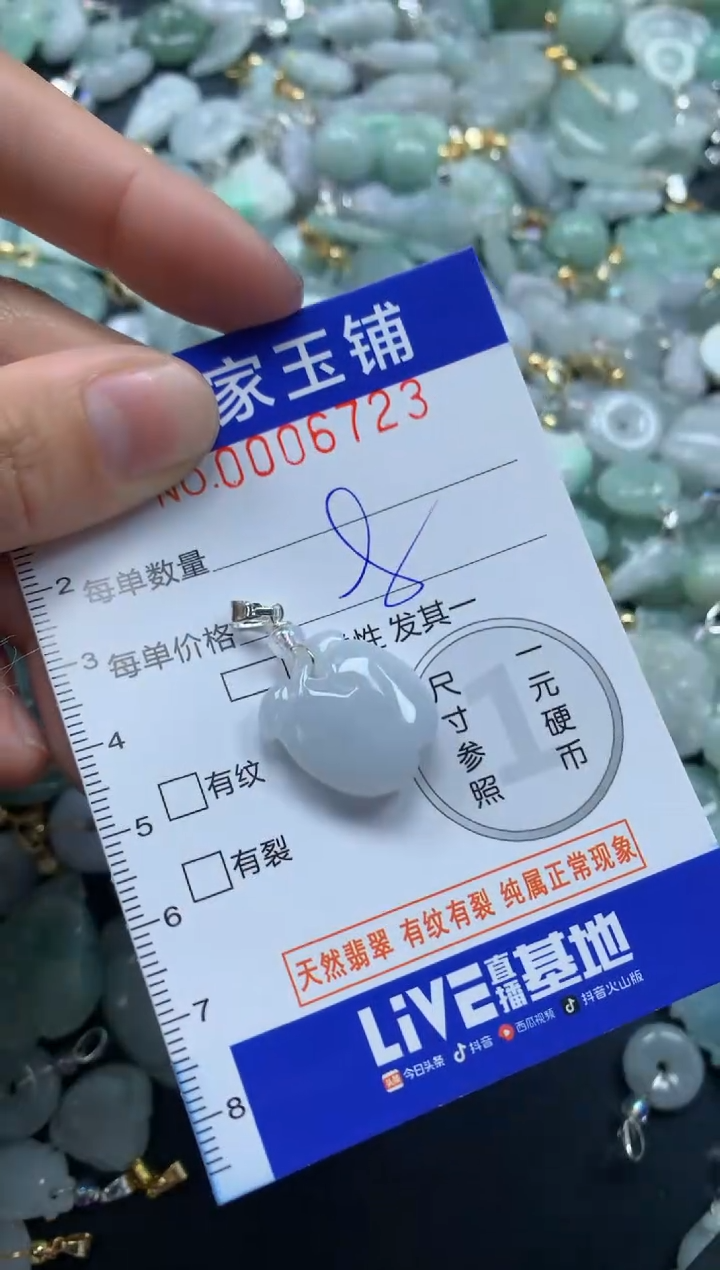 家玉铺
NO.0006723
2
每单数量
8
3
每单价格
性 发其一
尺寸参照
一元硬币
1
4
5
有纹
有裂
6
天然翡翠 有纹有裂 纯属正常现象
7
LiVE直播基地
今日头条 抖音 西瓜视频 抖音火山版
8